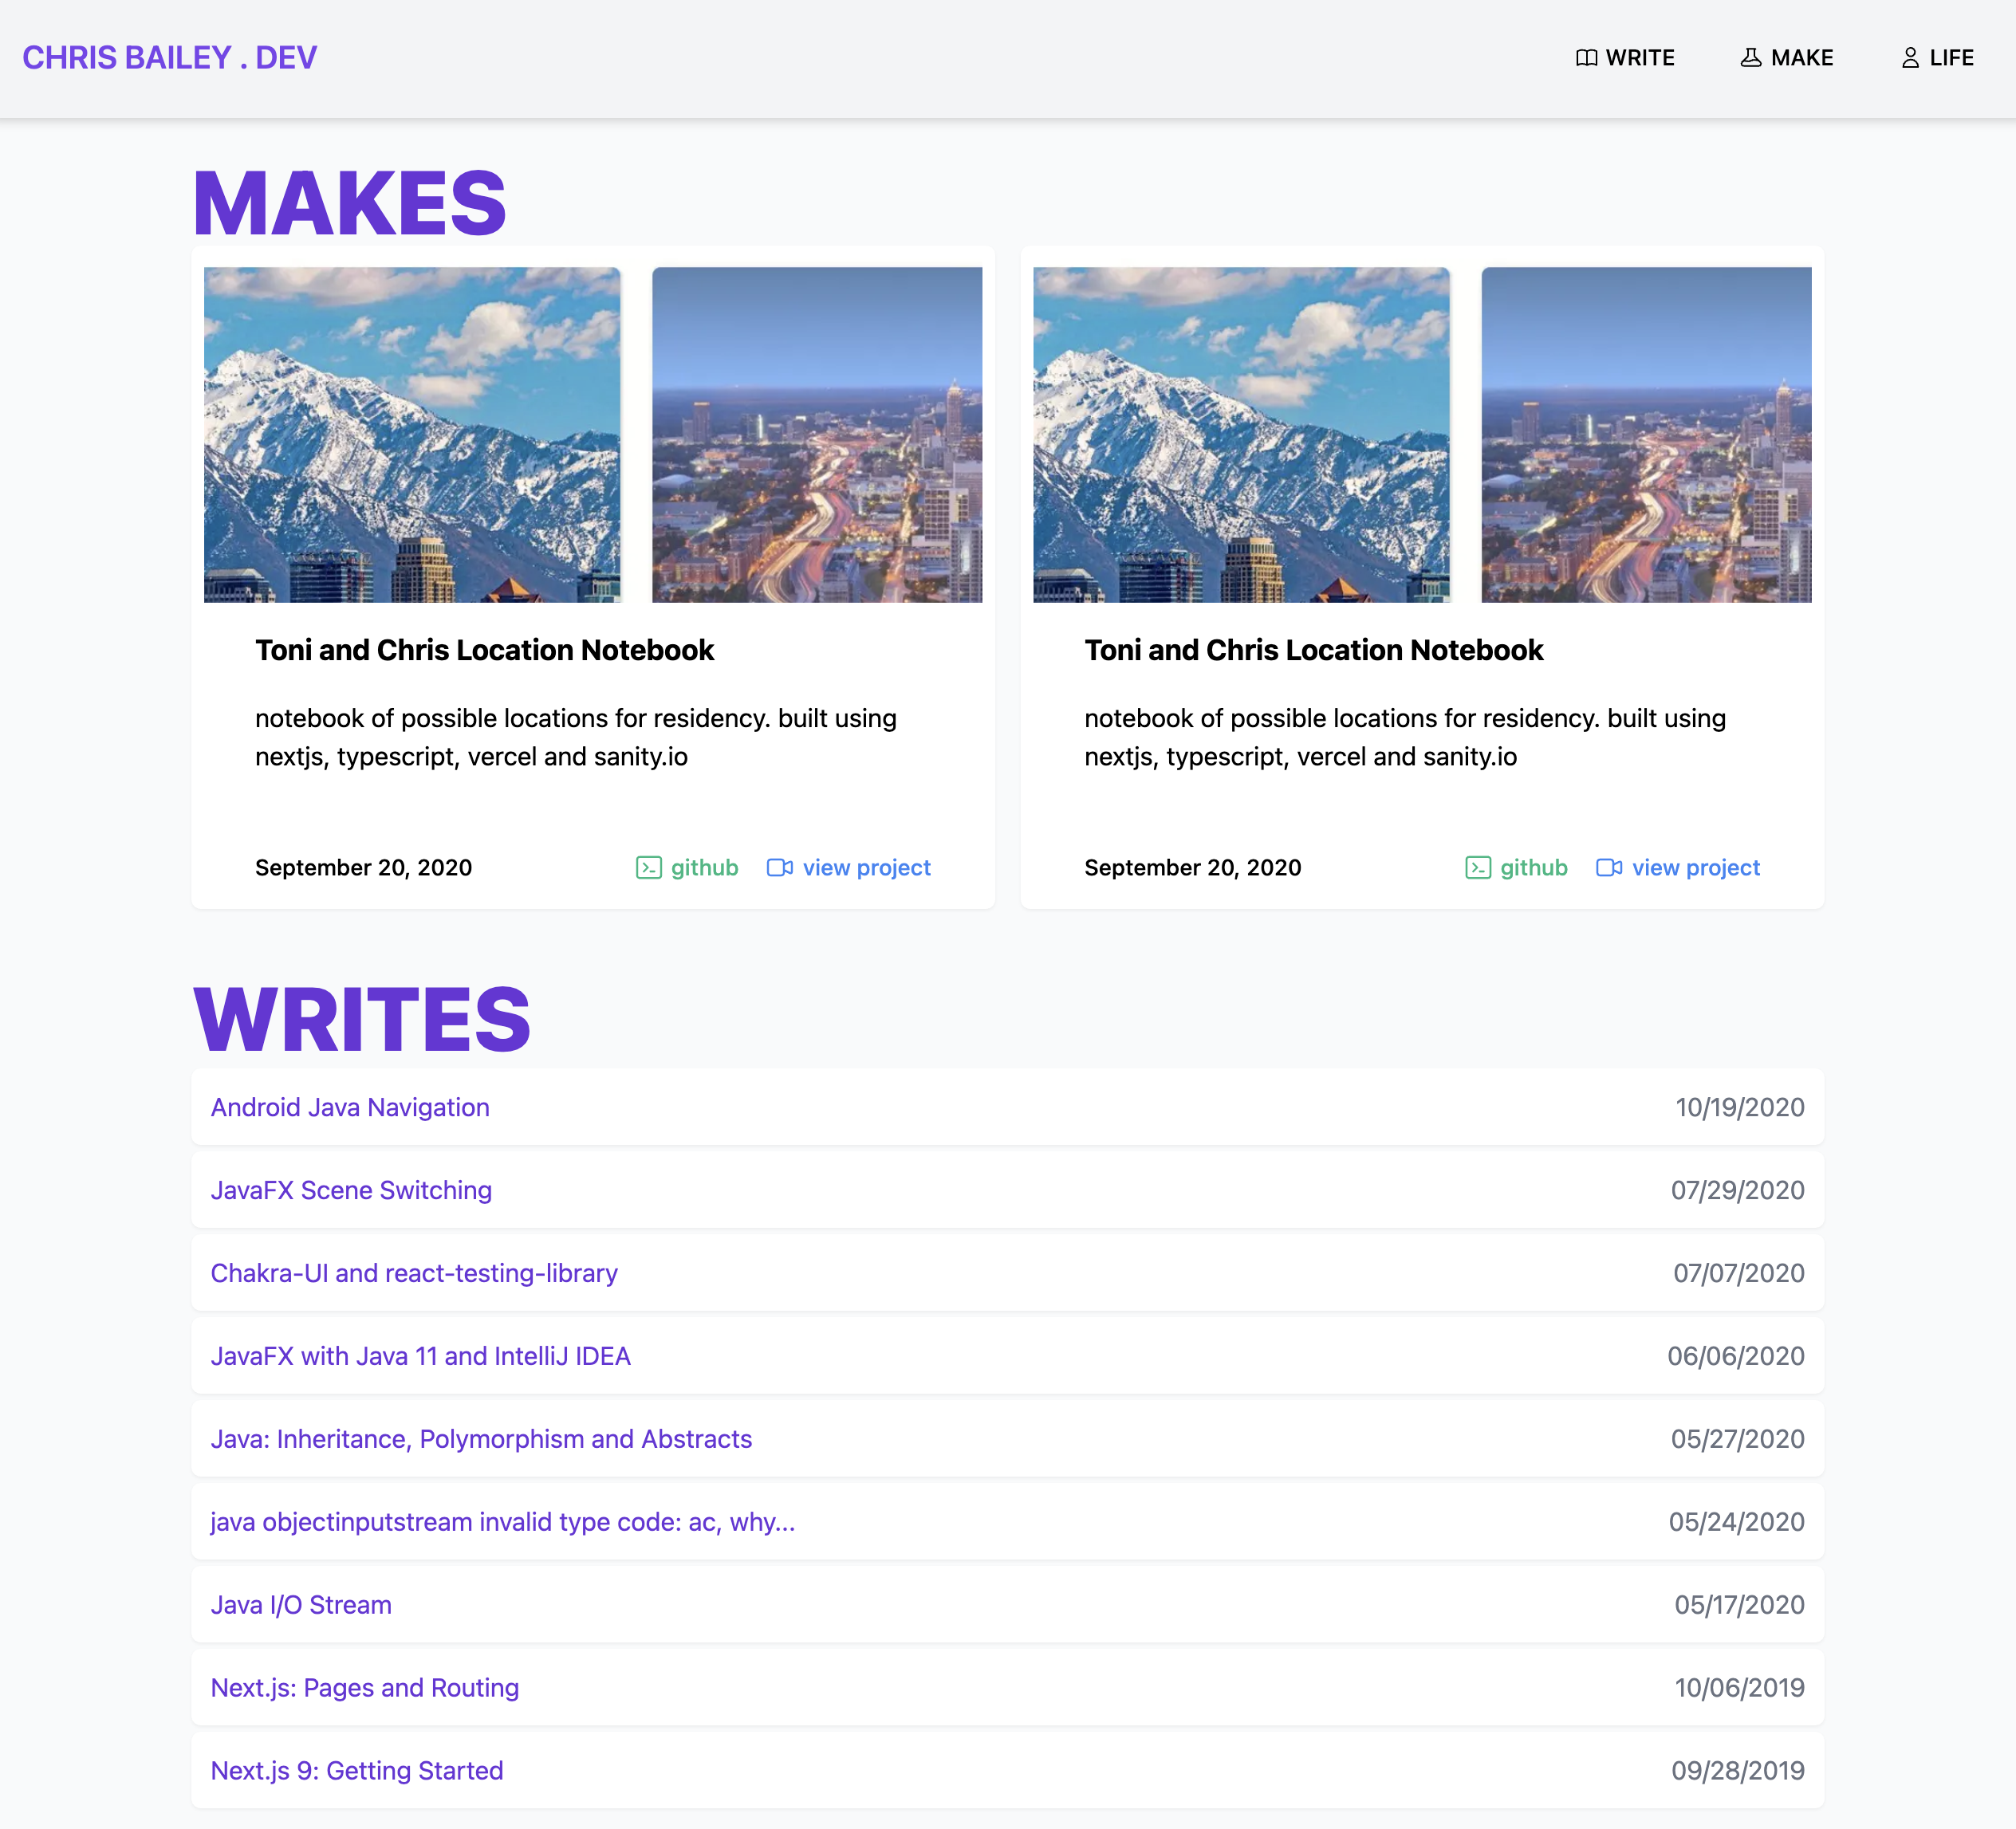 CHRIS BAILEY . DEV
WRITE
MAKE
LIFE
MAKES
Toni and Chris Location Notebook
notebook of possible locations for residency. built using
nextjs, typescript, vercel and sanity.io
September 20, 2020
github
view project
Toni and Chris Location Notebook
notebook of possible locations for residency. built using
nextjs, typescript, vercel and sanity.io
September 20, 2020
github
view project
WRITES
Android Java Navigation
10/19/2020
JavaFX Scene Switching
07/29/2020
Chakra-UI and react-testing-library
07/07/2020
JavaFX with Java 11 and IntelliJ IDEA
06/06/2020
Java: Inheritance, Polymorphism and Abstracts
05/27/2020
java objectinputstream invalid type code: ac, why...
05/24/2020
Java I/O Stream
05/17/2020
Next.js: Pages and Routing
10/06/2019
Next.js 9: Getting Started
09/28/2019